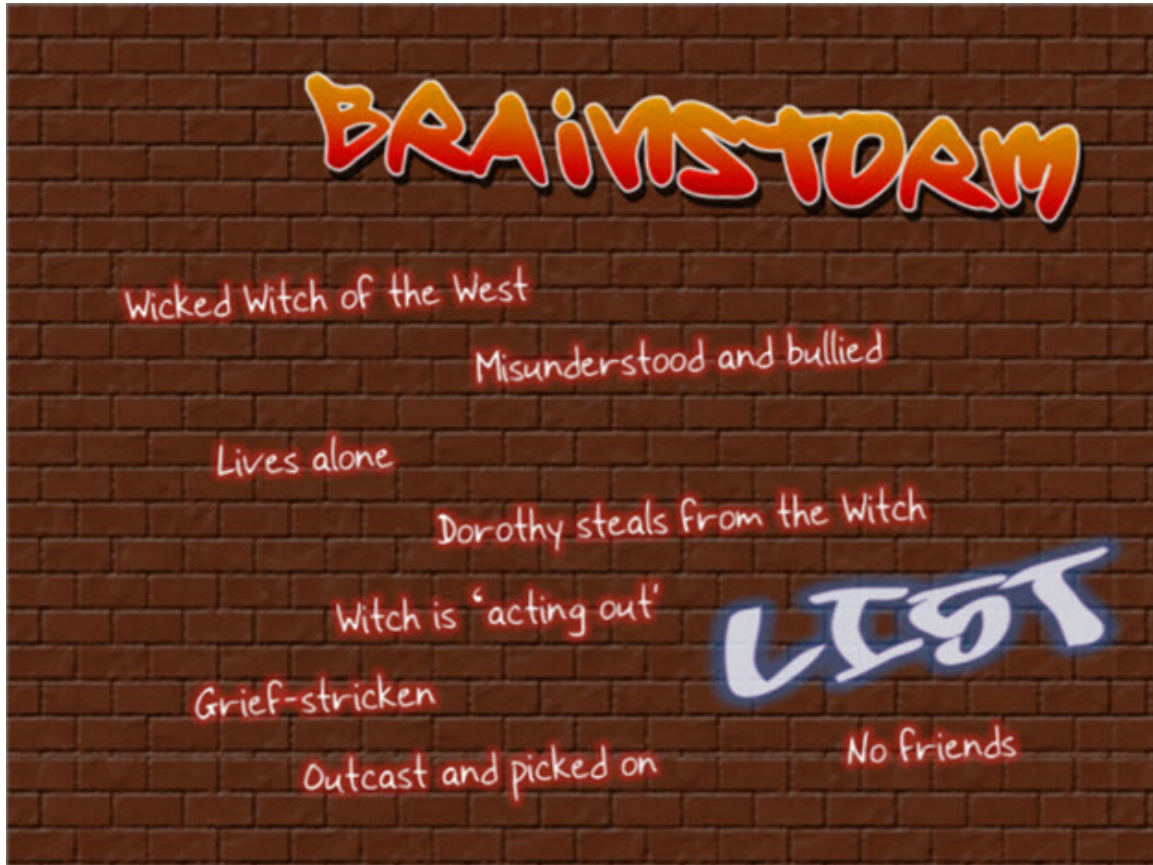 BRAiNSTORM
Wicked Witch of the West
Misunderstood and bullied
Lives alone
Dorothy steals from the Witch
Witch is ‘acting out'
LIST
Grief-stricken
No friends
Outcast and picked on